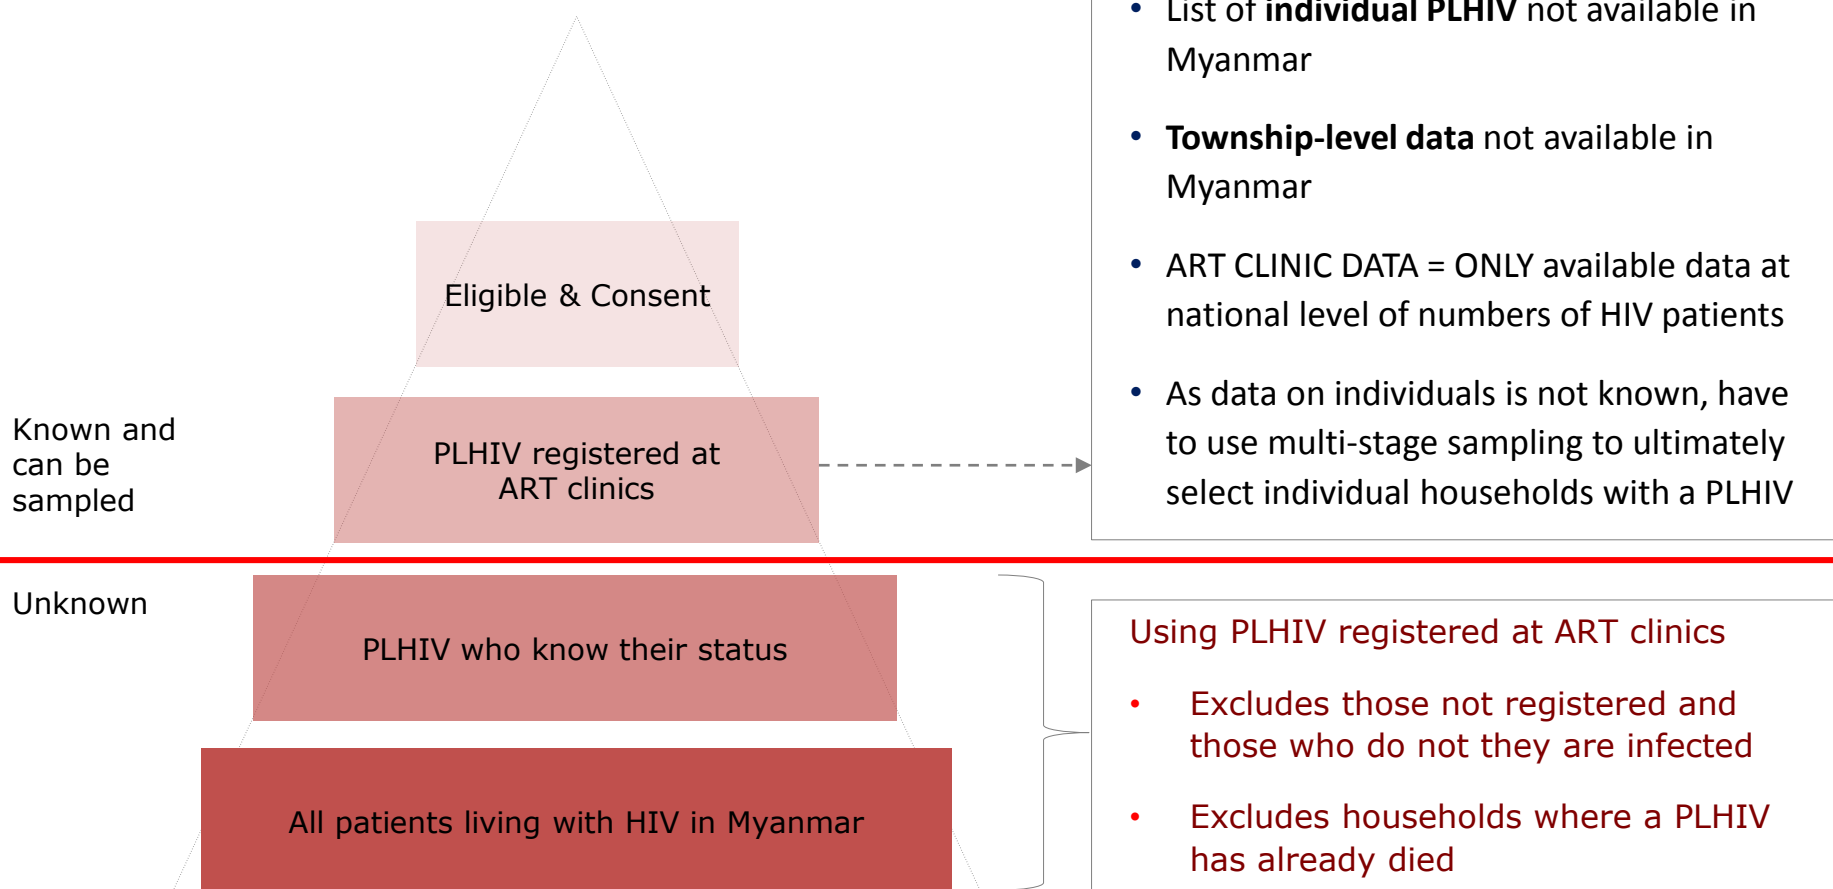 • List of individual PLHIV not available in
Myanmar
• Township-level data not available in
Myanmar
• ART CLINIC DATA = ONLY available data at
national level of numbers of HIV patients
• As data on individuals is not known, have
to use multi-stage sampling to ultimately
select individual households with a PLHIV
Eligible & Consent
Known and
can be
sampled
PLHIV registered at
ART clinics
Unknown
PLHIV who know their status
All patients living with HIV in Myanmar
Using PLHIV registered at ART clinics
• Excludes those not registered and
those who do not they are infected
• Excludes households where a PLHIV
has already died